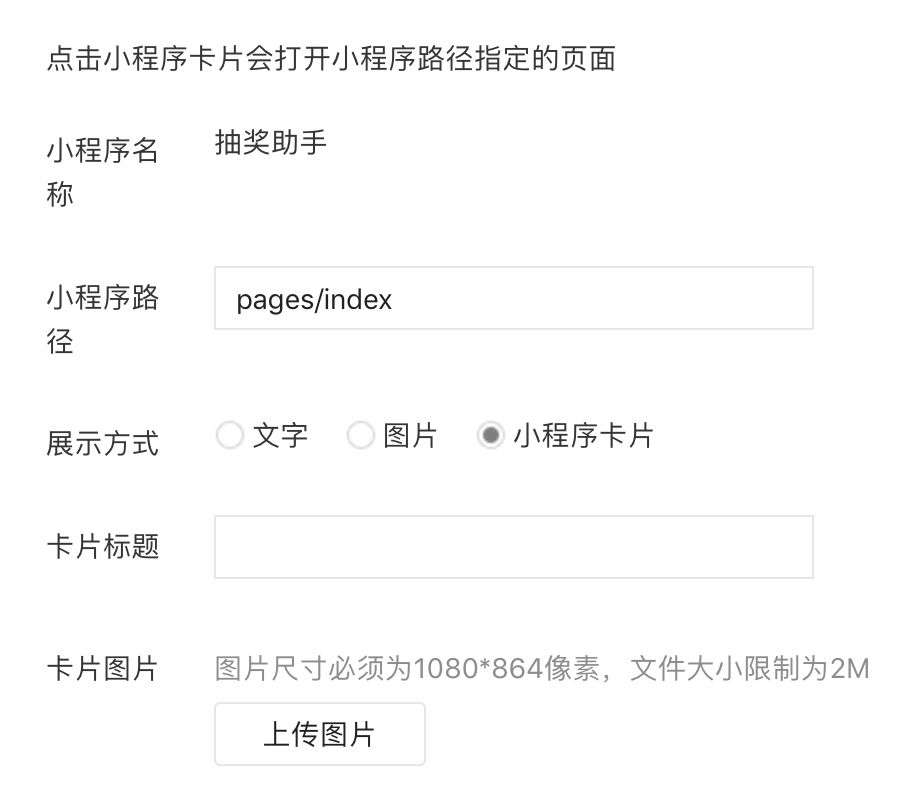 点击小程序卡片会打开小程序路径指定的页面
小程序名称
抽奖助手
小程序路径
pages/index
展示方式
文字 图片 小程序卡片
卡片标题
卡片图片
图片尺寸必须为1080*864像素，文件大小限制为2M
上传图片